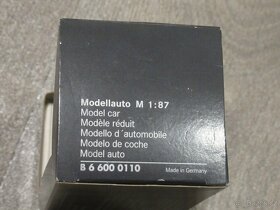 Modellauto M 1:87
Model car
Modèle réduit
Modello d´automobile
Modelo de coche
Model auto
B 6 600 0110
Made in Germany